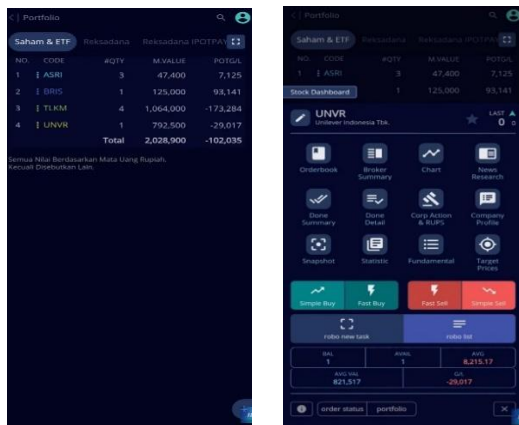 < | Portfolio
Saham & ETF Reksadana Reksadana IPOTPAY
NO. CODE #QTY M.VALUE POTG/L
1 ASRI 3 47,400 7,125
2 BRIS 1 125,000 93,141
3 TLKM 4 1,064,000 -173,284
4 UNVR 1 792,500 -29,017
Total 2,028,900 -102,035
Semua Nilai Berdasarkan Mata Uang Rupiah.
Kecuali Disebutkan Lain.
< | Portfolio
Saham & ETF Reksadana Reksadana IPOTPAY
NO. CODE #QTY M.VALUE POTG/L
1 ASRI 3 47,400 7,125
Stock Dashboard 1 125,000 93,141
UNVR LAST
Unilever Indonesia Tbk. 0 0
Orderbook Broker Summary Chart News Research
Done Summary Done Detail Corp Action & RUPS Company Profile
Snapshot Statistic Fundamental Target Prices
Simple Buy Fast Buy Fast Sell Simple Sell
robo new task robo list
BAL AVAIL AVG
1 1 8,215.17
AVG VAL G/L
821,517 -29,017
order status portfolio